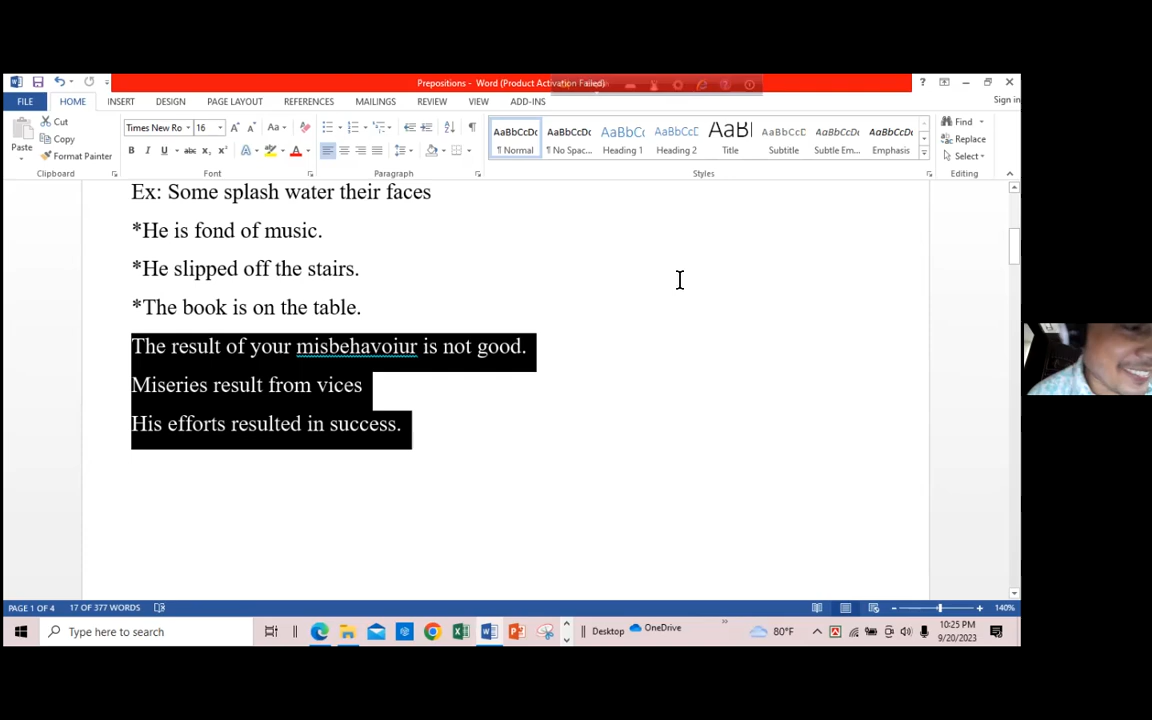 Prepositions - Word (Product Activation Failed)
Sign in
FILE HOME INSERT DESIGN PAGE LAYOUT REFERENCES MAILINGS REVIEW VIEW ADD-INS
Paste
Cut
Copy
Format Painter
Clipboard
Times New Ro 16
Font
Paragraph
AaBbCcDc AaBbCcDc AaBbC AaBbCcD AaBl AaBbCcD AaBbCcDc AaBbCcDc
¶ Normal ¶ No Spac... Heading 1 Heading 2 Title Subtitle Subtle Em... Emphasis
Styles
Find
Replace
Select
Editing
Ex: Some splash water their faces
*He is fond of music.
*He slipped off the stairs.
*The book is on the table.
The result of your misbehavoiur is not good.
Miseries result from vices
His efforts resulted in success.
PAGE 1 OF 4 17 OF 377 WORDS 140%
Type here to search
Desktop OneDrive
80°F
10:25 PM
9/20/2023